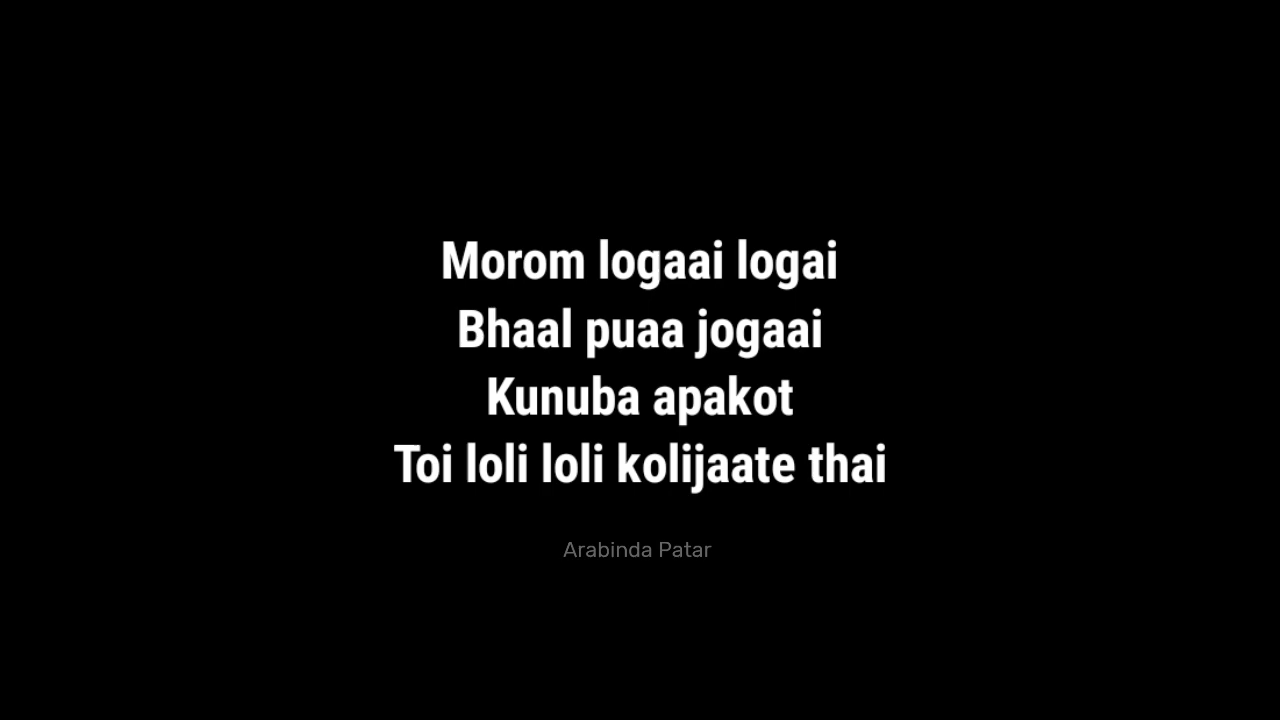 Morom logaai logai
Bhaal puaa jogaai
Kunuba apakot
Toi loli loli kolijaate thai
Arabinda Patar